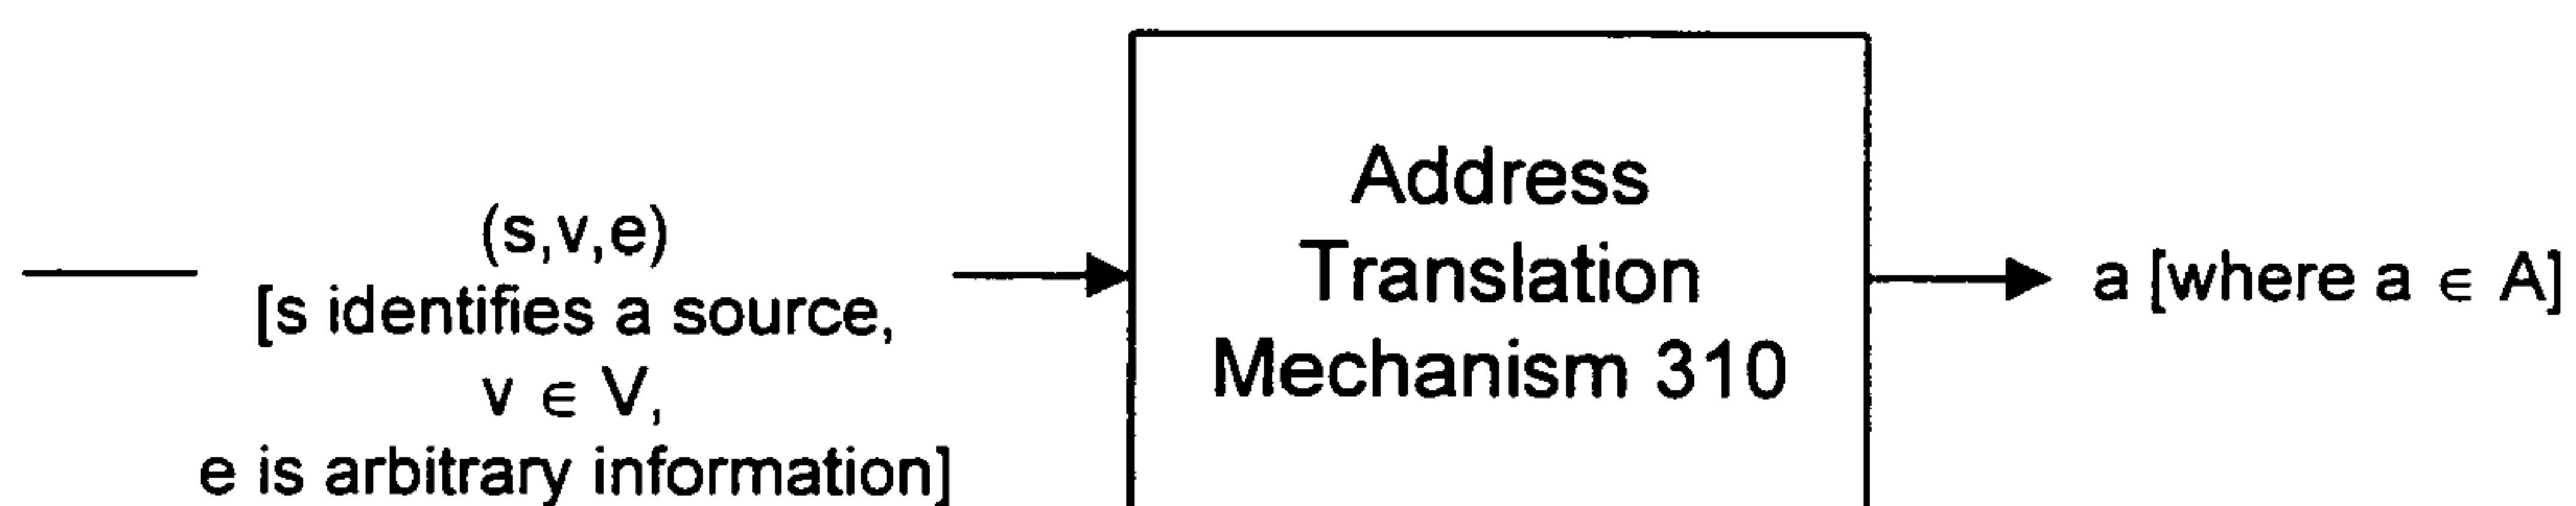 (s,v,e)
[s identifies a source,
v ∈ V,
e is arbitrary information]
Address
Translation
Mechanism 310
a [where a ∈ A]